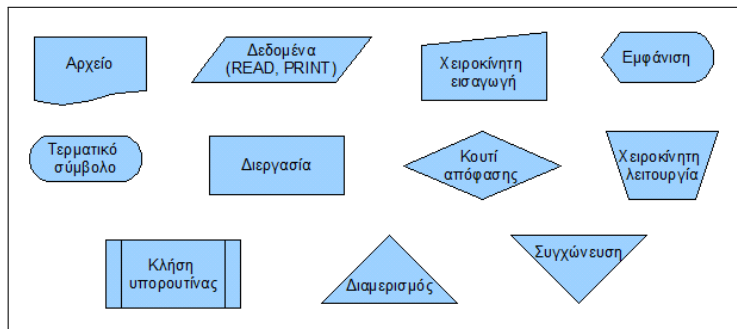 Αρχείο
Δεδομένα
(READ, PRINT)
Χειροκίνητη
εισαγωγή
Εμφάνιση
Τερματικό
σύμβολο
Διεργασία
Κουτί
απόφασης
Χειροκίνητη
λειτουργία
Κλήση
υπορουτίνας
Διαμερισμός
Συγχώνευση